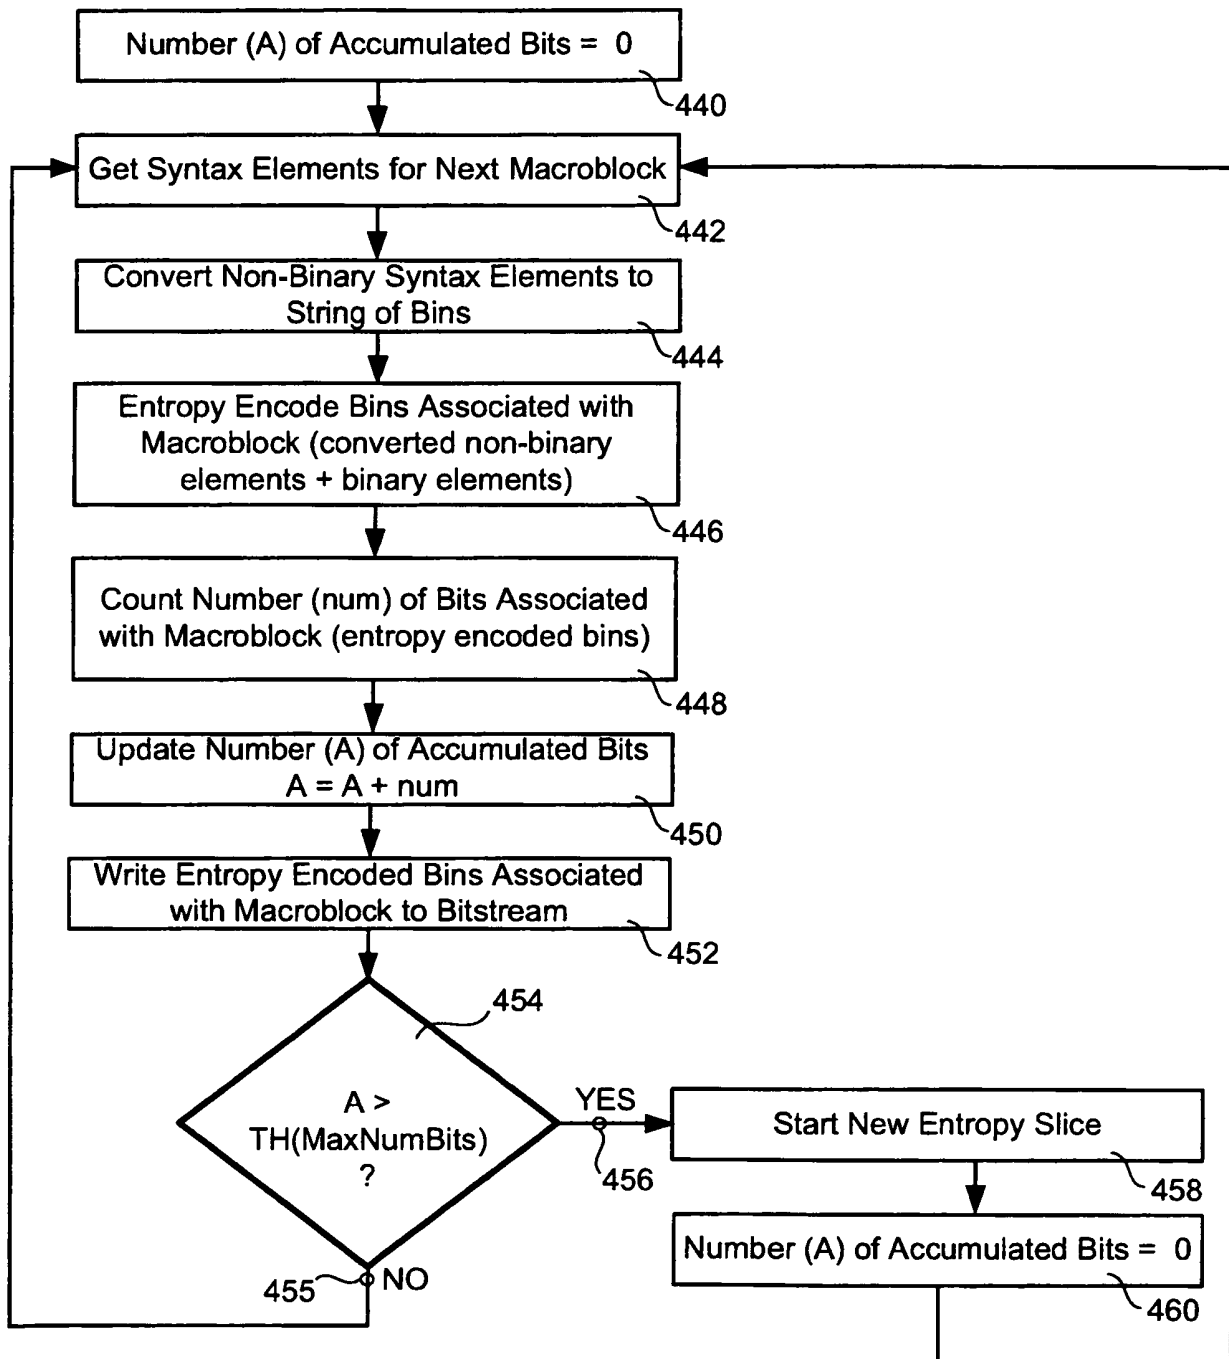 Number (A) of Accumulated Bits = 0
440
Get Syntax Elements for Next Macroblock
442
Convert Non-Binary Syntax Elements to
String of Bins
444
Entropy Encode Bins Associated with
Macroblock (converted non-binary
elements + binary elements)
446
Count Number (num) of Bits Associated
with Macroblock (entropy encoded bins)
448
Update Number (A) of Accumulated Bits
A = A + num
450
Write Entropy Encoded Bins Associated
with Macroblock to Bitstream
452
454
A >
TH(MaxNumBits)
?
YES
456
455
NO
Start New Entropy Slice
458
Number (A) of Accumulated Bits = 0
460